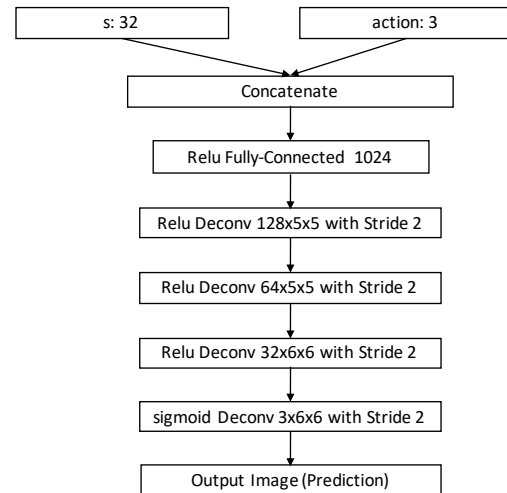 s: 32
action: 3
Concatenate
Relu Fully-Connected 1024
Relu Deconv 128x5x5 with Stride 2
Relu Deconv 64x5x5 with Stride 2
Relu Deconv 32x6x6 with Stride 2
sigmoid Deconv 3x6x6 with Stride 2
Output Image (Prediction)